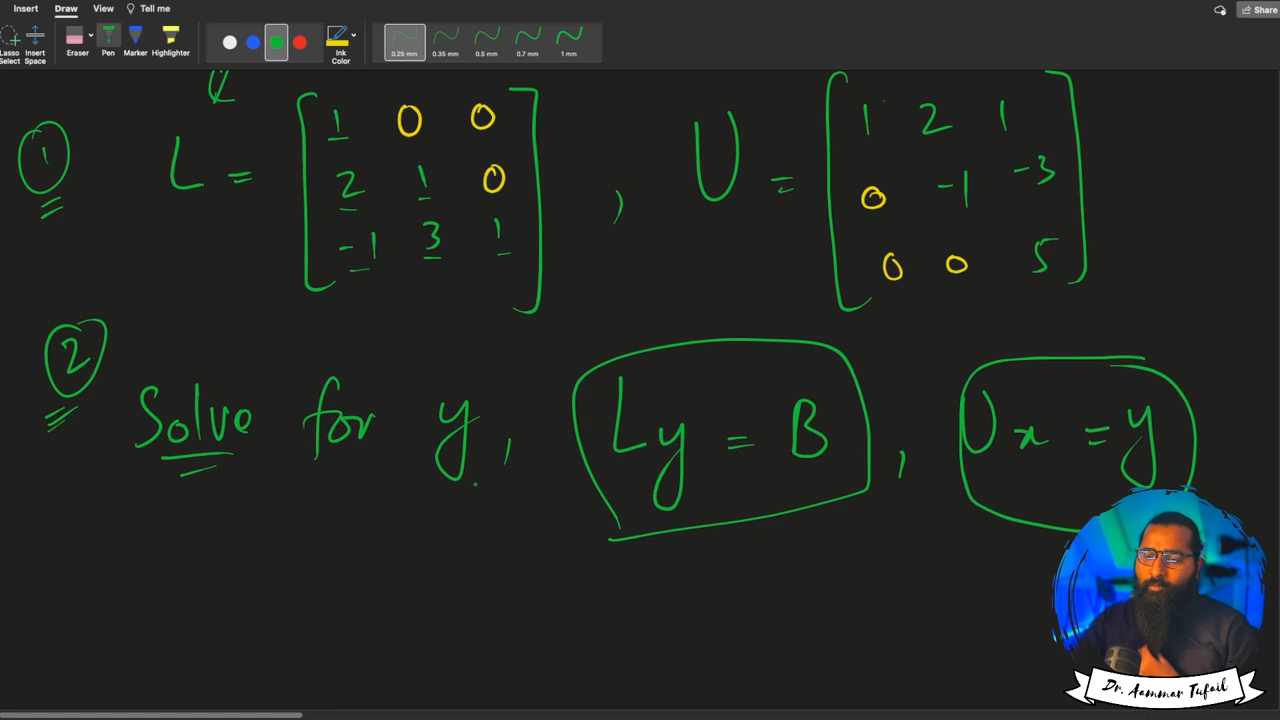 Insert Draw View Tell me Share
Lasso Select Insert Space Eraser Pen Marker Highlighter Ink Color 0.25 mm 0.35 mm 0.5 mm 0.7 mm 1 mm
1 L = [ 1 0 0 , U = [ 1 2 1
2 1 0 0 -1 -3
-1 3 1 ] 0 0 5 ]
2 Solve for y, Ly = B , Ux = y
Dr. Aammar Tufail